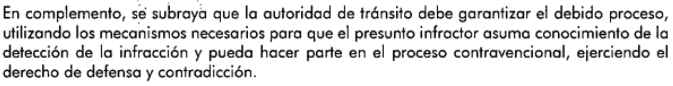 En complemento, se subraya que la autoridad de tránsito debe garantizar el debido proceso,
utilizando los mecanismos necesarios para que el presunto infractor asuma conocimiento de la
detección de la infracción y pueda hacer parte en el proceso contravencional, ejerciendo el
derecho de defensa y contradicción.